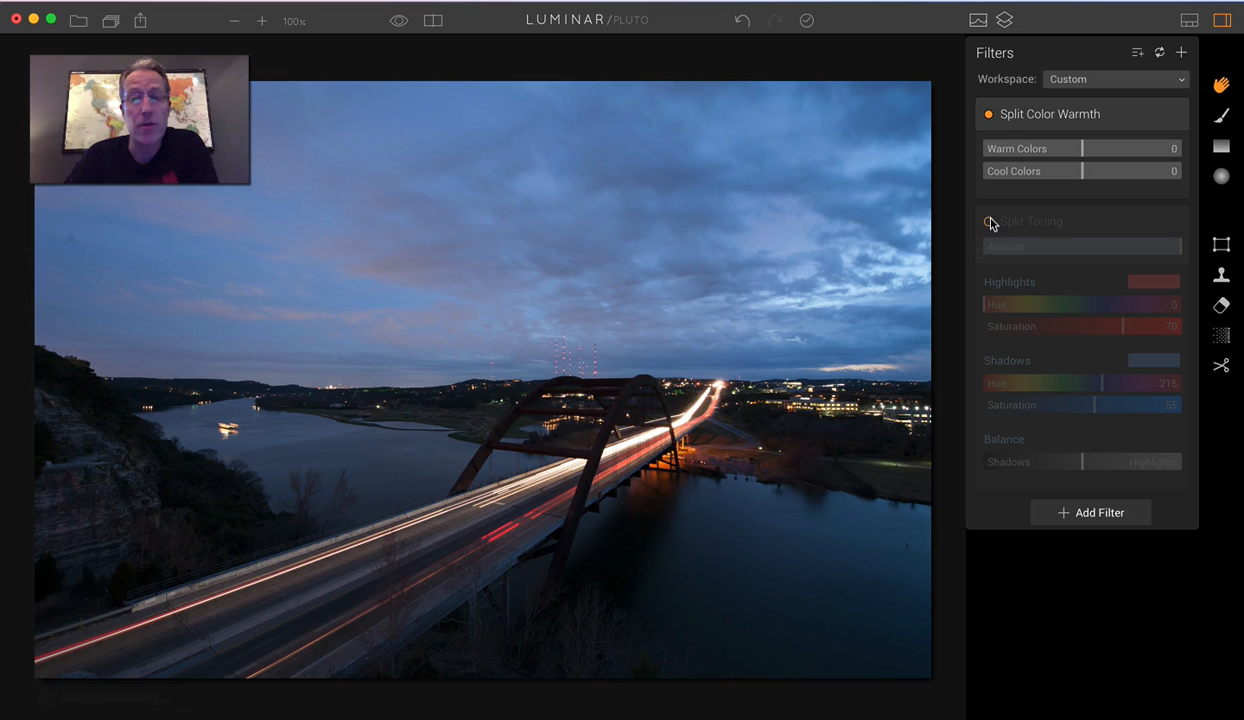 100%
LUMINAR/PLUTO
Filters
Workspace: Custom
Split Color Warmth
Warm Colors 0
Cool Colors 0
Split Toning
Amount
Highlights
Hue 0
Saturation 70
Shadows
Hue 215
Saturation 55
Balance
Shadows Highlights
Add Filter